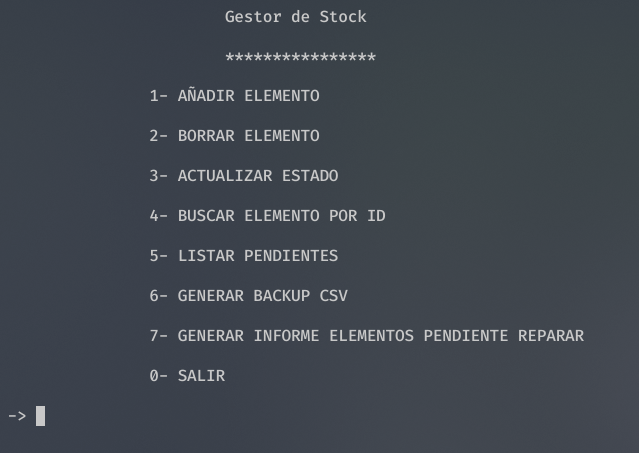 Gestor de Stock
****************
1- AÑADIR ELEMENTO
2- BORRAR ELEMENTO
3- ACTUALIZAR ESTADO
4- BUSCAR ELEMENTO POR ID
5- LISTAR PENDIENTES
6- GENERAR BACKUP CSV
7- GENERAR INFORME ELEMENTOS PENDIENTE REPARAR
0- SALIR
->